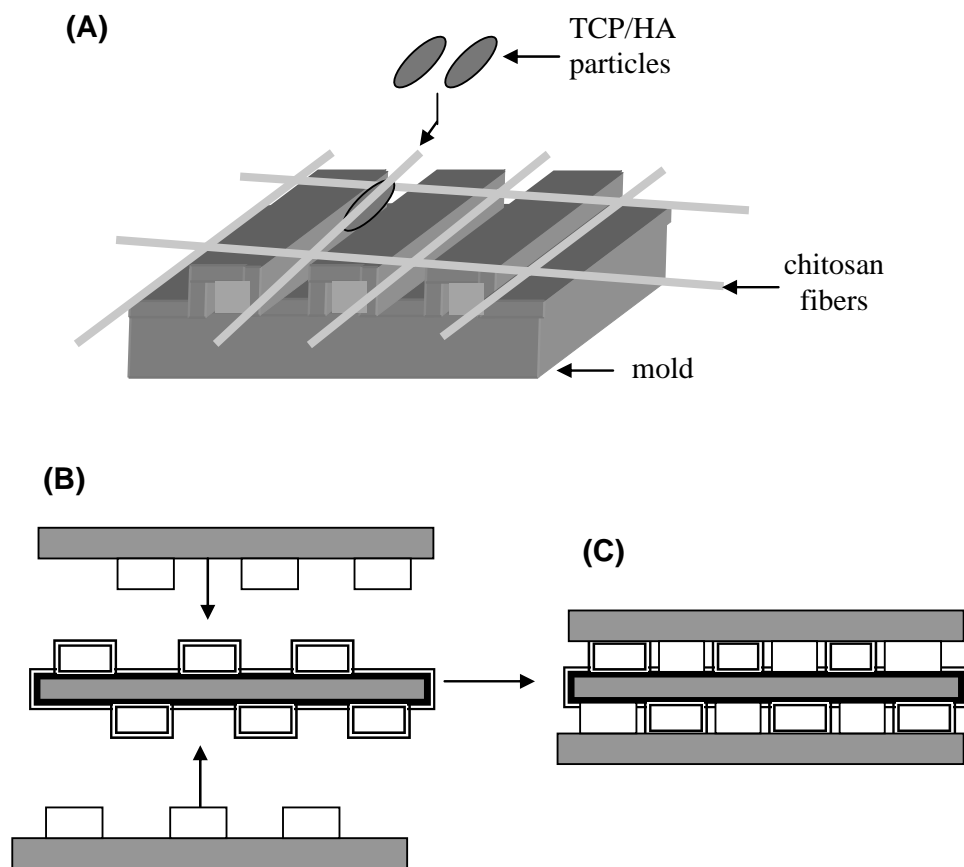 (A)
TCP/HA
particles
chitosan
fibers
mold
(B)
(C)